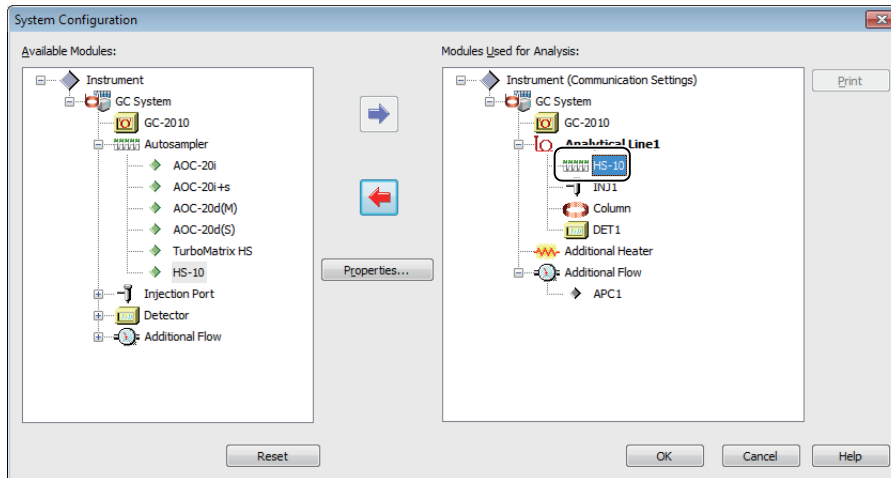 System Configuration
Available Modules:
Instrument
GC System
GC-2010
Autosampler
AOC-20i
AOC-20i+s
AOC-20d(M)
AOC-20d(S)
TurboMatrix HS
HS-10
Injection Port
Detector
Additional Flow
Properties...
Modules Used for Analysis:
Instrument (Communication Settings)
GC System
GC-2010
Analytical Line1
HS-10
INJ1
Column
DET1
Additional Heater
Additional Flow
APC1
Print
Reset
OK
Cancel
Help